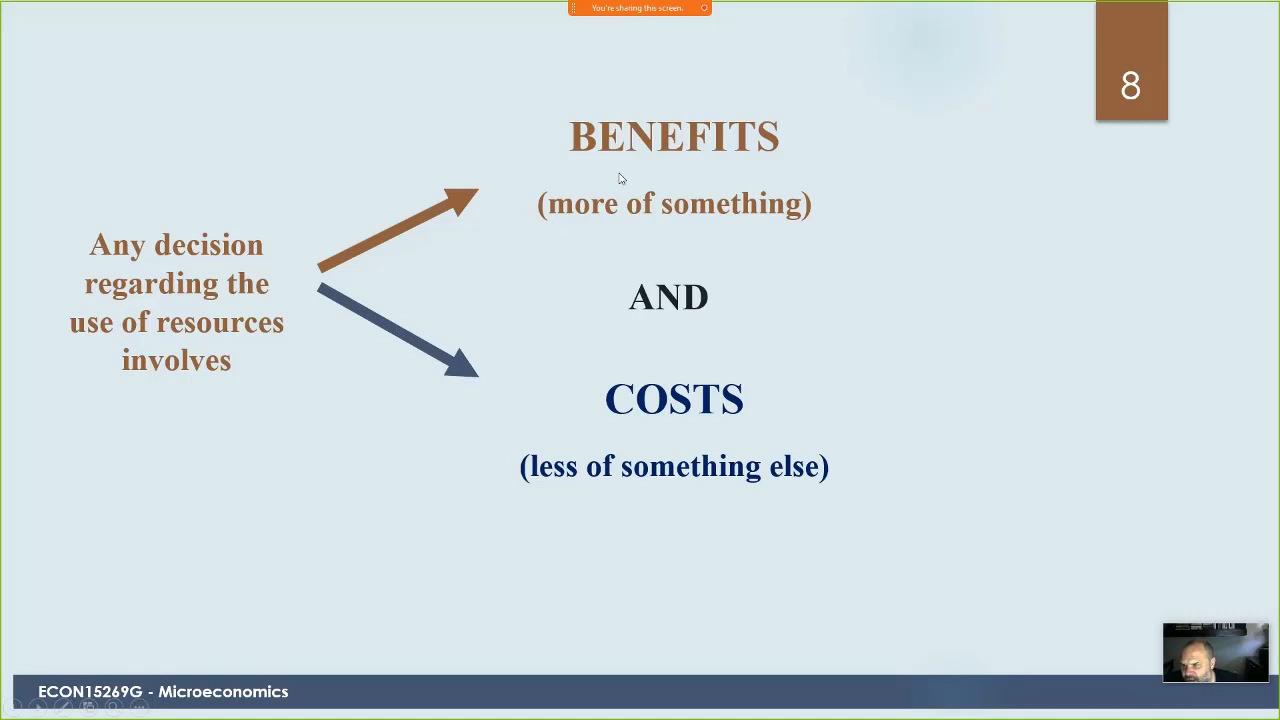 You're sharing this screen.
8
BENEFITS
(more of something)
Any decision
regarding the
use of resources
involves
AND
COSTS
(less of something else)
ECON15269G - Microeconomics